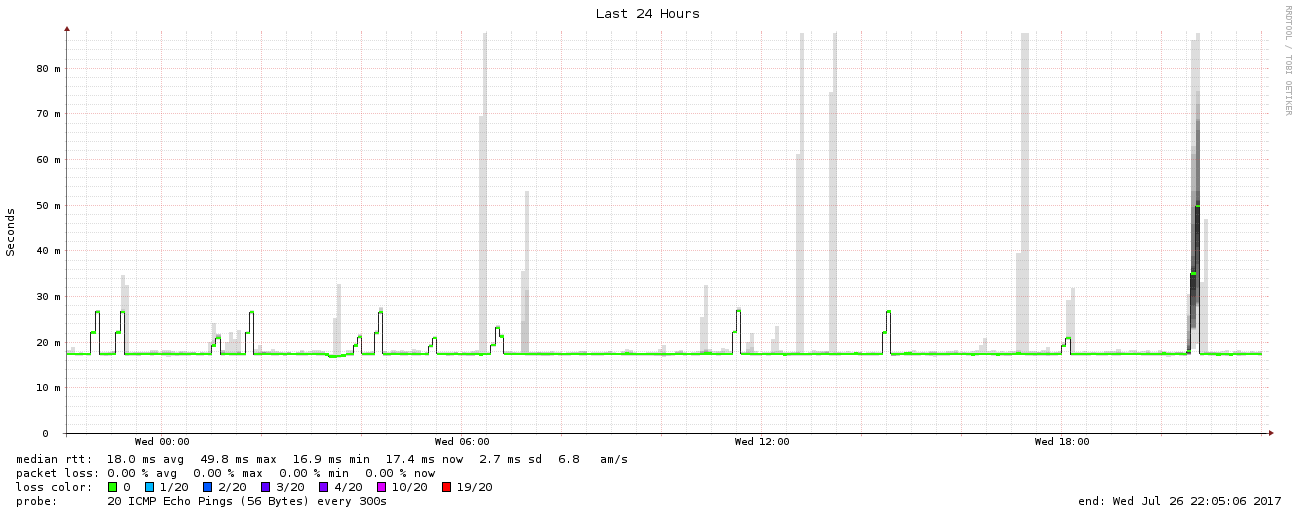 Last 24 Hours
RRDTOOL / TOBI OETIKER
Seconds
80 m
70 m
60 m
50 m
40 m
30 m
20 m
10 m
0
Wed 00:00 Wed 06:00 Wed 12:00 Wed 18:00
median rtt: 18.0 ms avg 49.8 ms max 16.9 ms min 17.4 ms now 2.7 ms sd 6.8 am/s
packet loss: 0.00 % avg 0.00 % max 0.00 % min 0.00 % now
loss color: 0 1/20 2/20 3/20 4/20 10/20 19/20
probe: 20 ICMP Echo Pings (56 Bytes) every 300s end: Wed Jul 26 22:05:06 2017